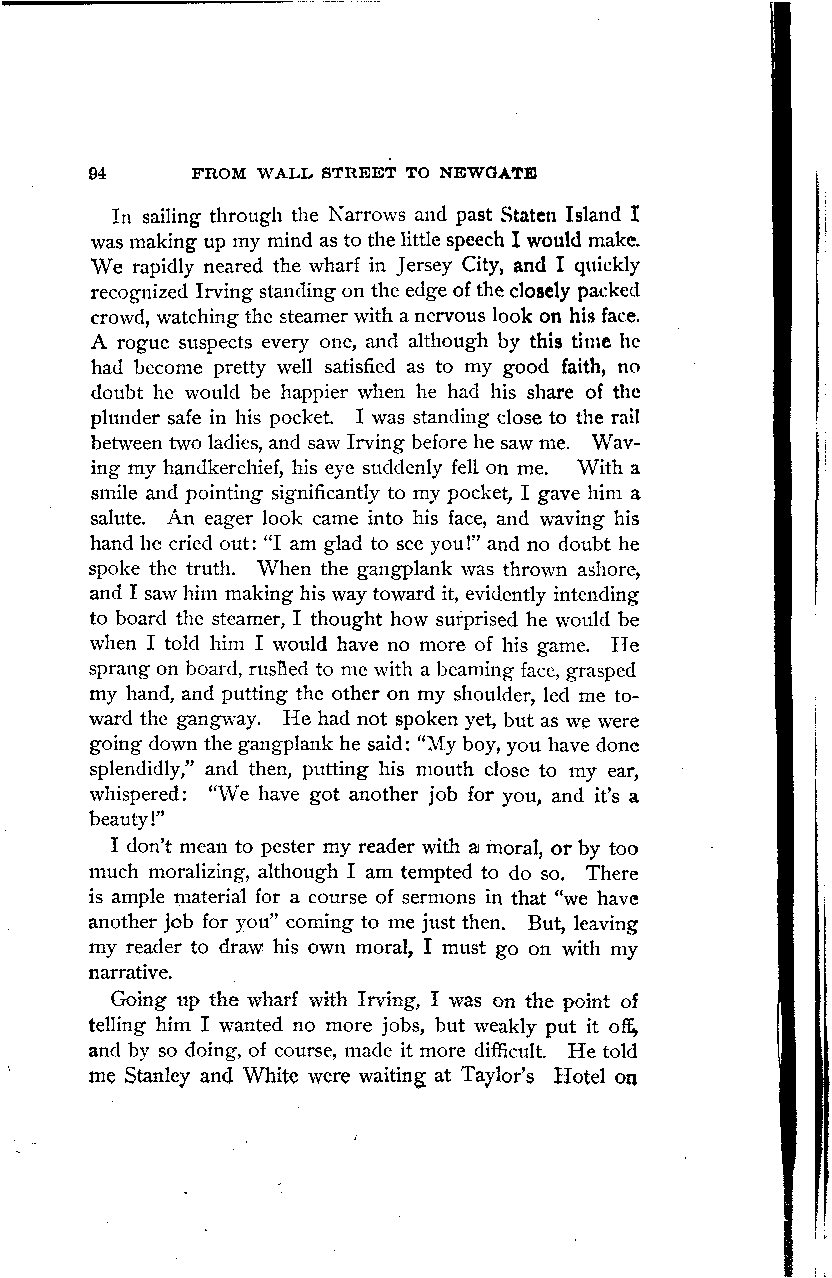 94 FROM WALL STREET TO NEWGATE
In sailing through the Narrows and past Staten Island I
was making up my mind as to the little speech I would make.
We rapidly neared the wharf in Jersey City, and I quickly
recognized Irving standing on the edge of the closely packed
crowd, watching the steamer with a nervous look on his face.
A rogue suspects every one, and although by this time he
had become pretty well satisfied as to my good faith, no
doubt he would be happier when he had his share of the
plunder safe in his pocket. I was standing close to the rail
between two ladies, and saw Irving before he saw me. Wav-
ing my handkerchief, his eye suddenly fell on me. With a
smile and pointing significantly to my pocket, I gave him a
salute. An eager look came into his face, and waving his
hand he cried out: "I am glad to see you!" and no doubt he
spoke the truth. When the gangplank was thrown ashore,
and I saw him making his way toward it, evidently intending
to board the steamer, I thought how surprised he would be
when I told him I would have no more of his game. He
sprang on board, rushed to me with a beaming face, grasped
my hand, and putting the other on my shoulder, led me to-
ward the gangway. He had not spoken yet, but as we were
going down the gangplank he said: "My boy, you have done
splendidly," and then, putting his mouth close to my ear,
whispered: "We have got another job for you, and it's a
beauty!"
I don't mean to pester my reader with a moral, or by too
much moralizing, although I am tempted to do so. There
is ample material for a course of sermons in that "we have
another job for you" coming to me just then. But, leaving
my reader to draw his own moral, I must go on with my
narrative.
Going up the wharf with Irving, I was on the point of
telling him I wanted no more jobs, but weakly put it off,
and by so doing, of course, made it more difficult. He told
me Stanley and White were waiting at Taylor's Hotel on